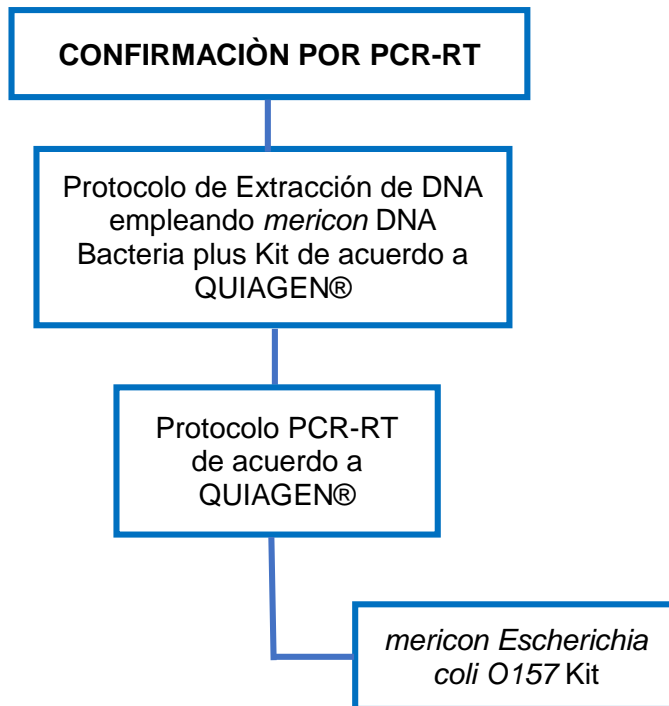 CONFIRMACIÒN POR PCR-RT
Protocolo de Extracción de DNA
empleando mericon DNA
Bacteria plus Kit de acuerdo a
QUIAGEN®
Protocolo PCR-RT
de acuerdo a
QUIAGEN®
mericon Escherichia
coli O157 Kit